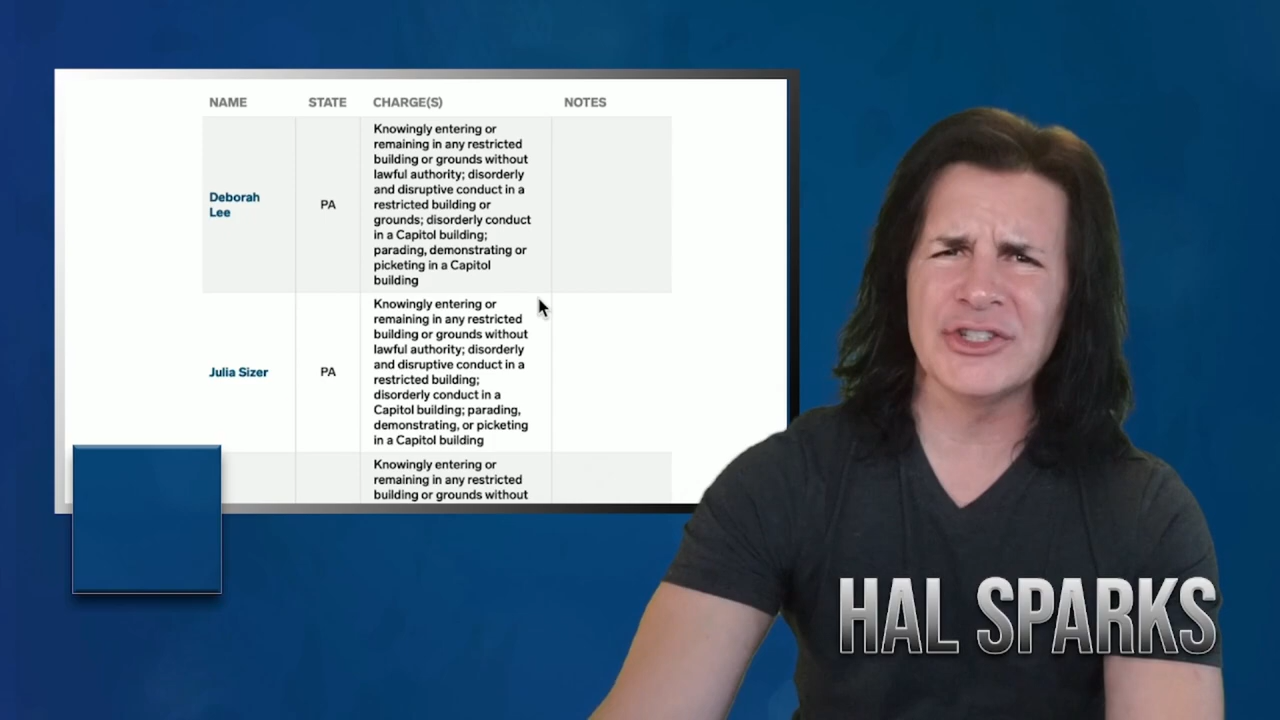 NAME STATE CHARGE(S) NOTES
Knowingly entering or
remaining in any restricted
building or grounds without
lawful authority; disorderly
and disruptive conduct in a
restricted building or
grounds; disorderly conduct
in a Capitol building;
parading, demonstrating or
picketing in a Capitol
building
Deborah
Lee
PA
Knowingly entering or
remaining in any restricted
building or grounds without
lawful authority; disorderly
and disruptive conduct in a
restricted building;
disorderly conduct in a
Capitol building; parading,
demonstrating, or picketing
in a Capitol building
Julia Sizer
PA
Knowingly entering or
remaining in any restricted
building or grounds without
HAL SPARKS